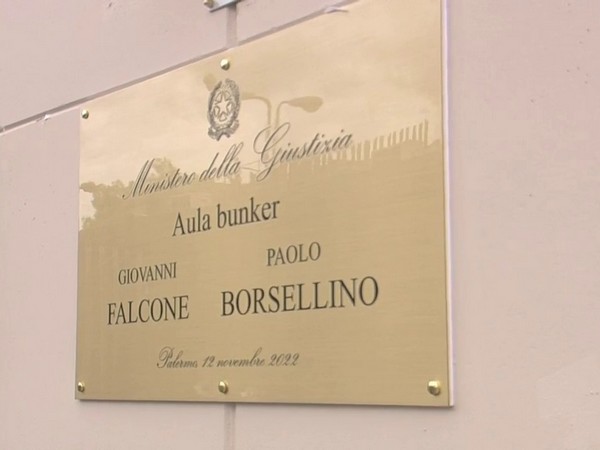 Ministero della Giustizia
Aula bunker
GIOVANNI PAOLO
FALCONE BORSELLINO
Palermo, 12 novembre 2022